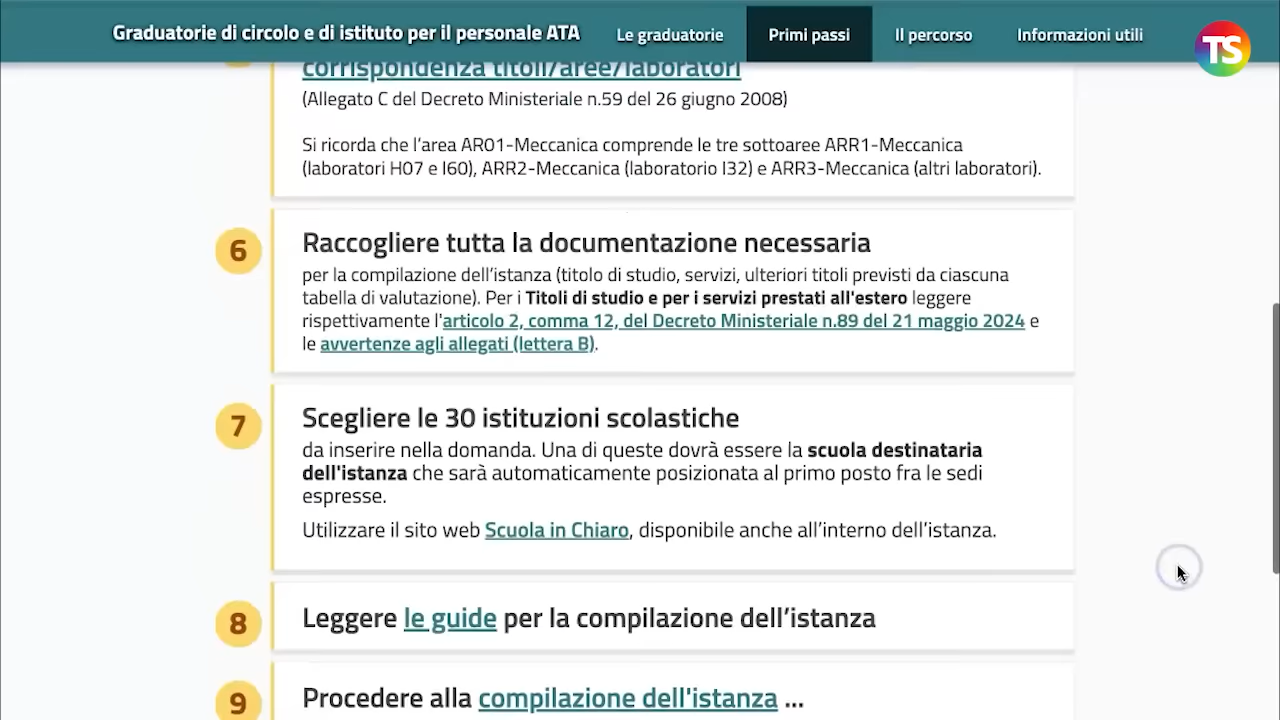 Graduatorie di circolo e di istituto per il personale ATA
Le graduatorie
Primi passi
Il percorso
Informazioni utili
TS
corrispondenza titoli/aree/laboratori
(Allegato C del Decreto Ministeriale n.59 del 26 giugno 2008)
Si ricorda che l’area AR01-Meccanica comprende le tre sottoaree ARR1-Meccanica
(laboratori H07 e I60), ARR2-Meccanica (laboratorio I32) e ARR3-Meccanica (altri laboratori).
6
Raccogliere tutta la documentazione necessaria
per la compilazione dell’istanza (titolo di studio, servizi, ulteriori titoli previsti da ciascuna
tabella di valutazione). Per i Titoli di studio e per i servizi prestati all'estero leggere
rispettivamente l'articolo 2, comma 12, del Decreto Ministeriale n.89 del 21 maggio 2024 e
le avvertenze agli allegati (lettera B).
7
Scegliere le 30 istituzioni scolastiche
da inserire nella domanda. Una di queste dovrà essere la scuola destinataria
dell'istanza che sarà automaticamente posizionata al primo posto fra le sedi
espresse.
Utilizzare il sito web Scuola in Chiaro, disponibile anche all’interno dell’istanza.
8
Leggere le guide per la compilazione dell’istanza
9
Procedere alla compilazione dell'istanza ...